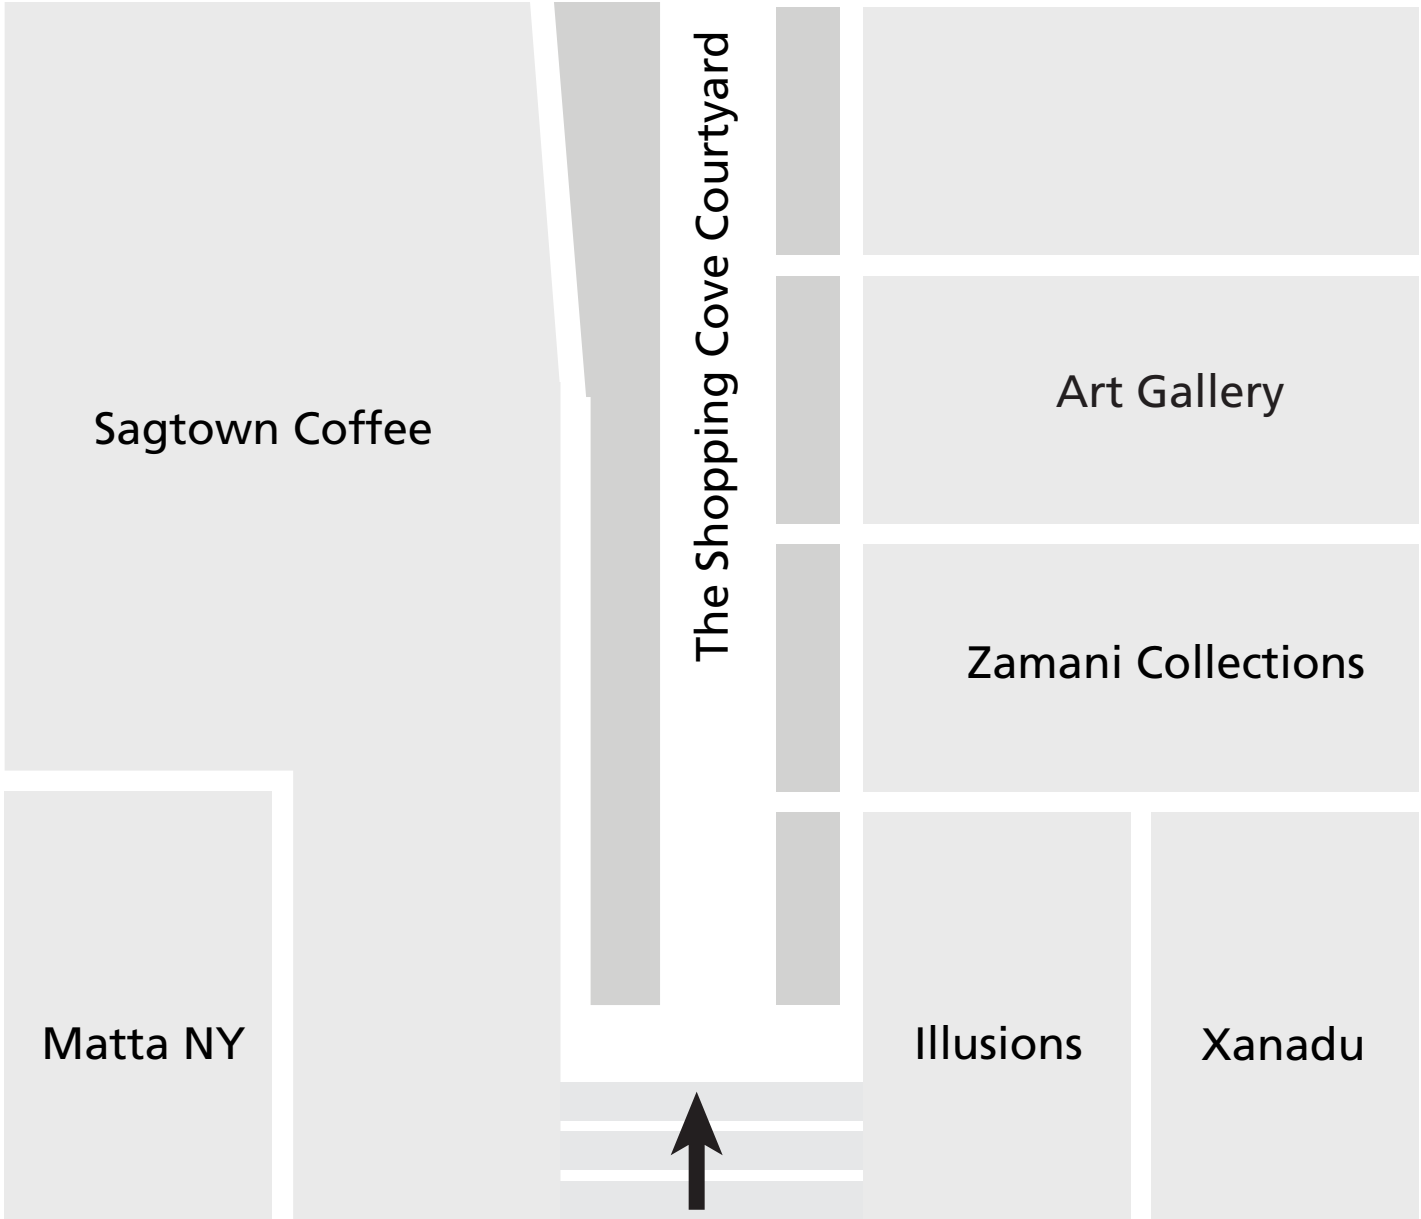 The Shopping Cove Courtyard
Art Gallery
Sagtown Coffee
Zamani Collections
Matta NY
Illusions
Xanadu